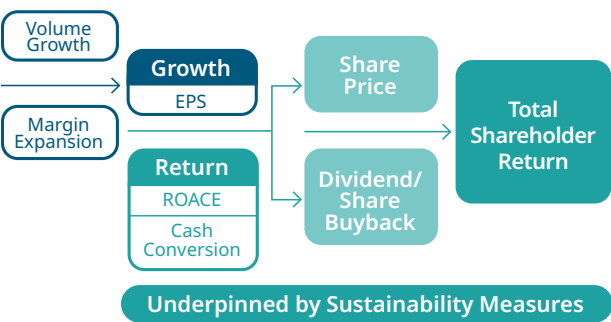 Volume
Growth
Margin
Expansion
Growth
EPS
Return
ROACE
Cash
Conversion
Share
Price
Dividend/
Share
Buyback
Total
Shareholder
Return
Underpinned by Sustainability Measures